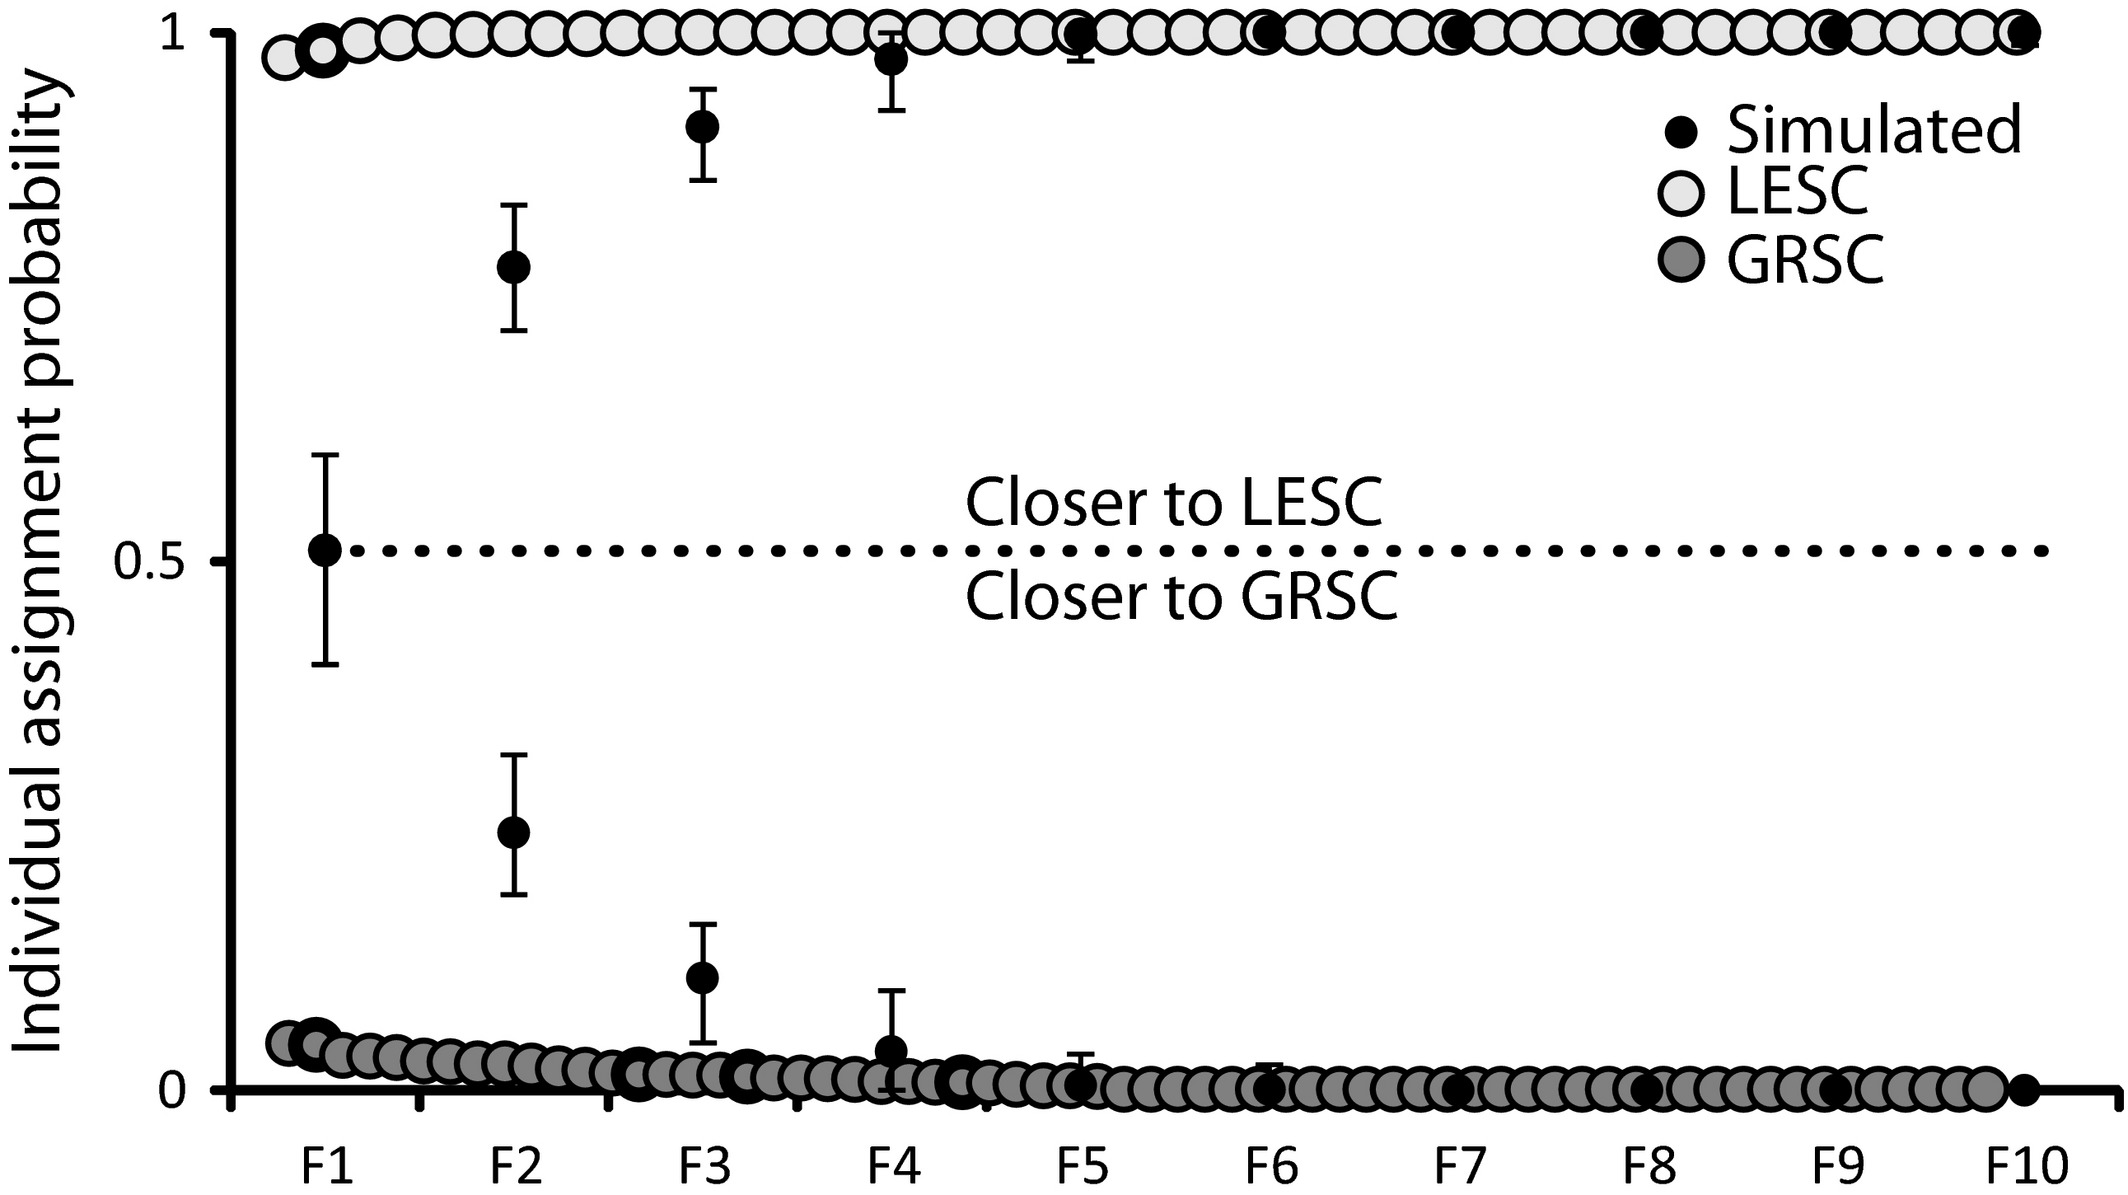 Individual assignment probability
1
0.5
0
Simulated
LESC
GRSC
Closer to LESC
Closer to GRSC
F1 F2 F3 F4 F5 F6 F7 F8 F9 F10